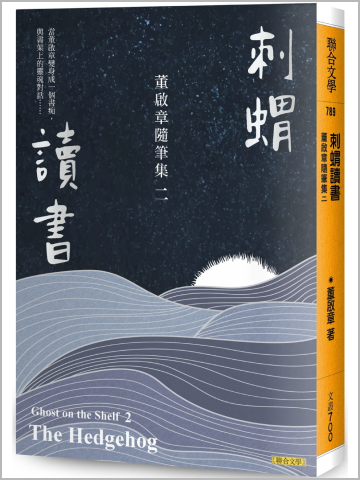 刺蝟
讀書
董啟章隨筆集二
當董啟章變身成一個書痴,
與書架上的靈魂對話……
Ghost on the Shelf 2
The Hedgehog
聯合文學
聯合文學
789
刺蝟讀書
董啟章隨筆集二
董啟章 著
文叢700